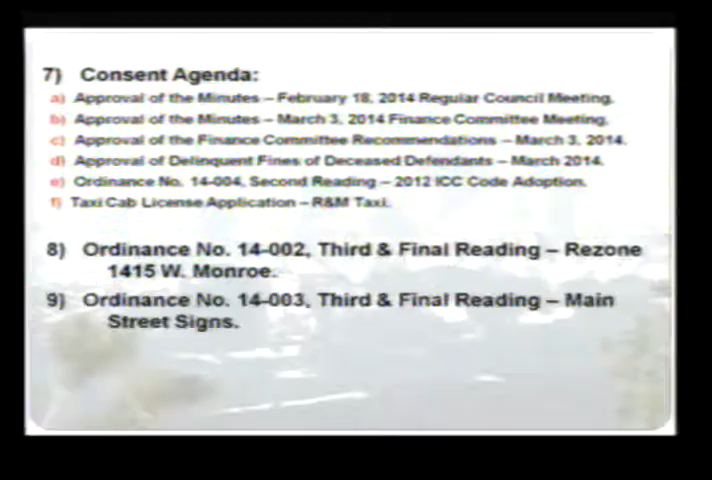 7) Consent Agenda:
a) Approval of the Minutes – February 18, 2014 Regular Council Meeting.
b) Approval of the Minutes – March 3, 2014 Finance Committee Meeting.
c) Approval of the Finance Committee Recommendations – March 3, 2014.
d) Approval of Delinquent Fines of Deceased Defendants – March 2014.
e) Ordinance No. 14-004, Second Reading – 2012 ICC Code Adoption.
f) Taxi Cab License Application – R&M Taxi.
8) Ordinance No. 14-002, Third & Final Reading – Rezone
1415 W. Monroe.
9) Ordinance No. 14-003, Third & Final Reading – Main
Street Signs.